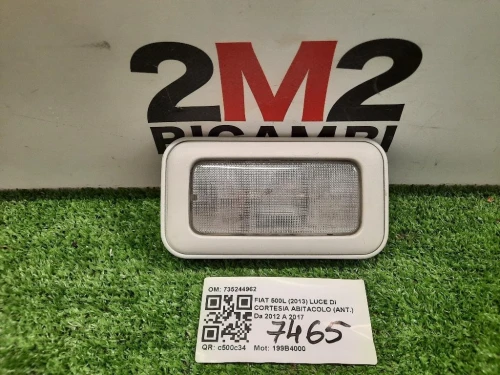 2M2
RICAMBI
OM: 735244962
FIAT 500L (2013) LUCE DI
CORTESIA ABITACOLO (ANT.)
Da 2012 A 2017
7465
QR: c500c34 Mot: 199B4000